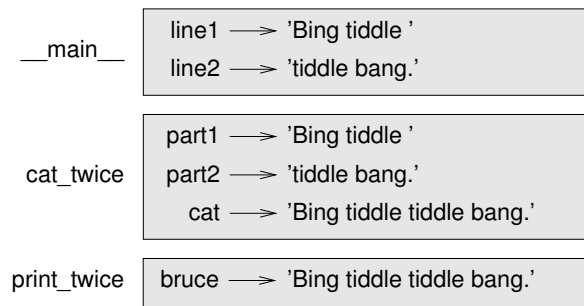 __main__
line1 → 'Bing tiddle '
line2 → 'tiddle bang.'
cat_twice
part1 → 'Bing tiddle '
part2 → 'tiddle bang.'
cat → 'Bing tiddle tiddle bang.'
print_twice
bruce → 'Bing tiddle tiddle bang.'